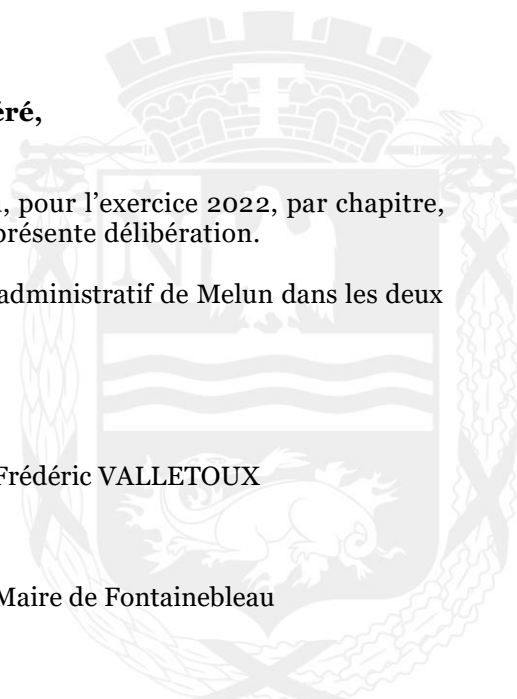 éré,
, pour l’exercice 2022, par chapitre,
présente délibération.
administratif de Melun dans les deux
Frédéric VALLETOUX
Maire de Fontainebleau